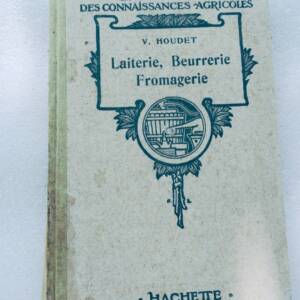 DES CONNAISSANCES AGRICOLES
V. HOUDET
Laiterie, Beurrerie
Fromagerie
HACHETTE